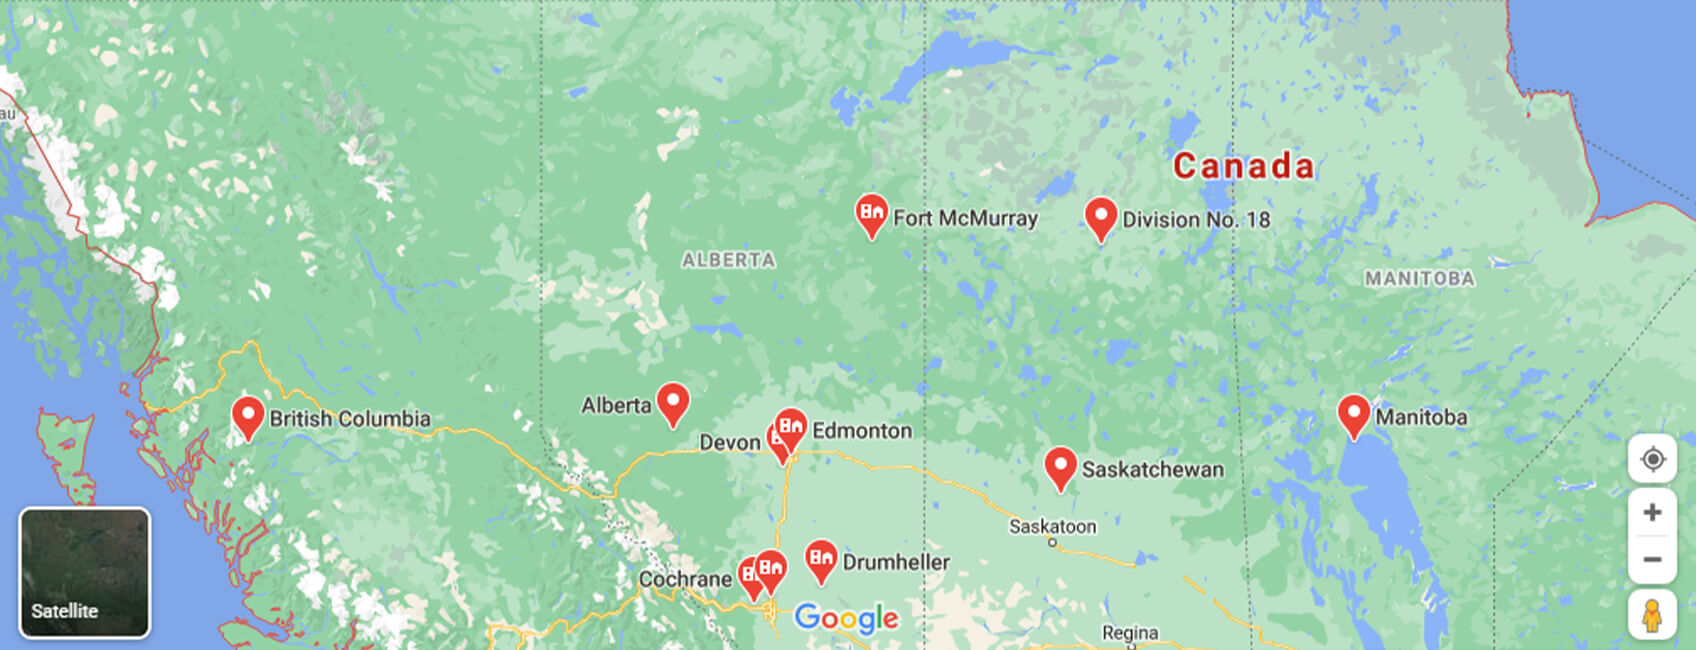 au
Canada
Fort McMurray
Division No. 18
ALBERTA
MANITOBA
Alberta
British Columbia
Devon
Edmonton
Manitoba
Saskatchewan
Saskatoon
Drumheller
Cochrane
Satellite
Google
Regina